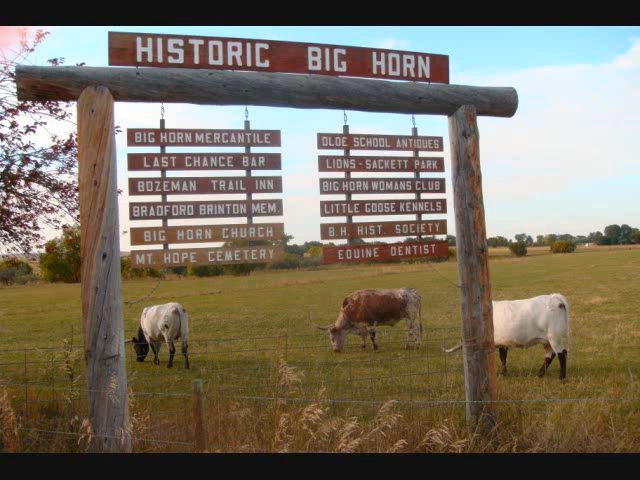 HISTORIC BIG HORN
BIG HORN MERCANTILE
LAST CHANCE BAR
BOZEMAN TRAIL INN
BRADFORD BRINTON MEM.
BIG HORN CHURCH
MT. HOPE CEMETERY
OLDE SCHOOL ANTIQUES
LIONS-SACKETT PARK
BIG HORN WOMANS CLUB
LITTLE GOOSE KENNELS
B.H. HIST. SOCIETY
EQUINE DENTIST